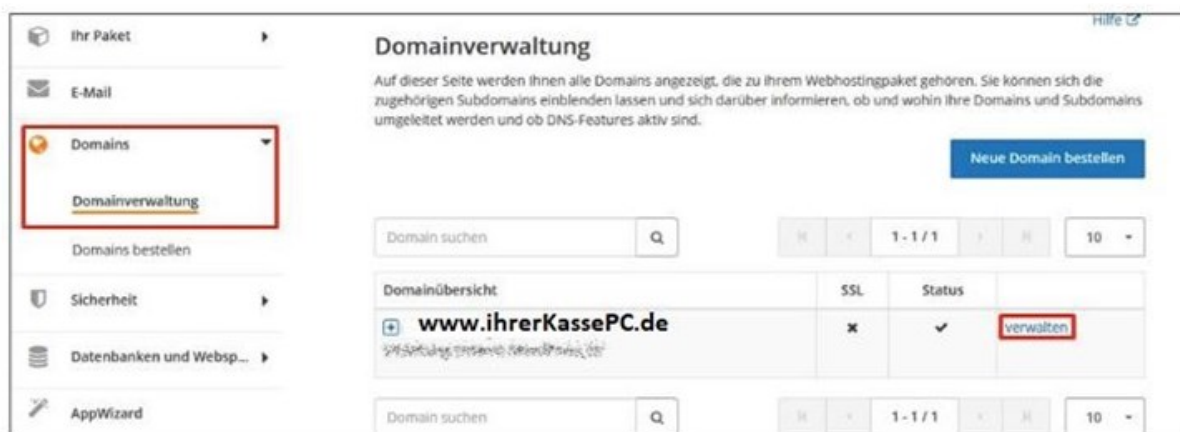 Hilfe
Ihr Paket
E-Mail
Domains
Domainverwaltung
Domains bestellen
Sicherheit
Datenbanken und Websp...
AppWizard
Domainverwaltung
Auf dieser Seite werden Ihnen alle Domains angezeigt, die zu Ihrem Webhostingpaket gehören. Sie können sich die
zugehörigen Subdomains einblenden lassen und sich darüber informieren, ob und wohin Ihre Domains und Subdomains
umgeleitet werden und ob DNS-Features aktiv sind.
Neue Domain bestellen
Domain suchen
1 - 1 / 1
10
Domainübersicht SSL Status
www.ihrerKassePC.de verwalten
Domain suchen
1 - 1 / 1
10